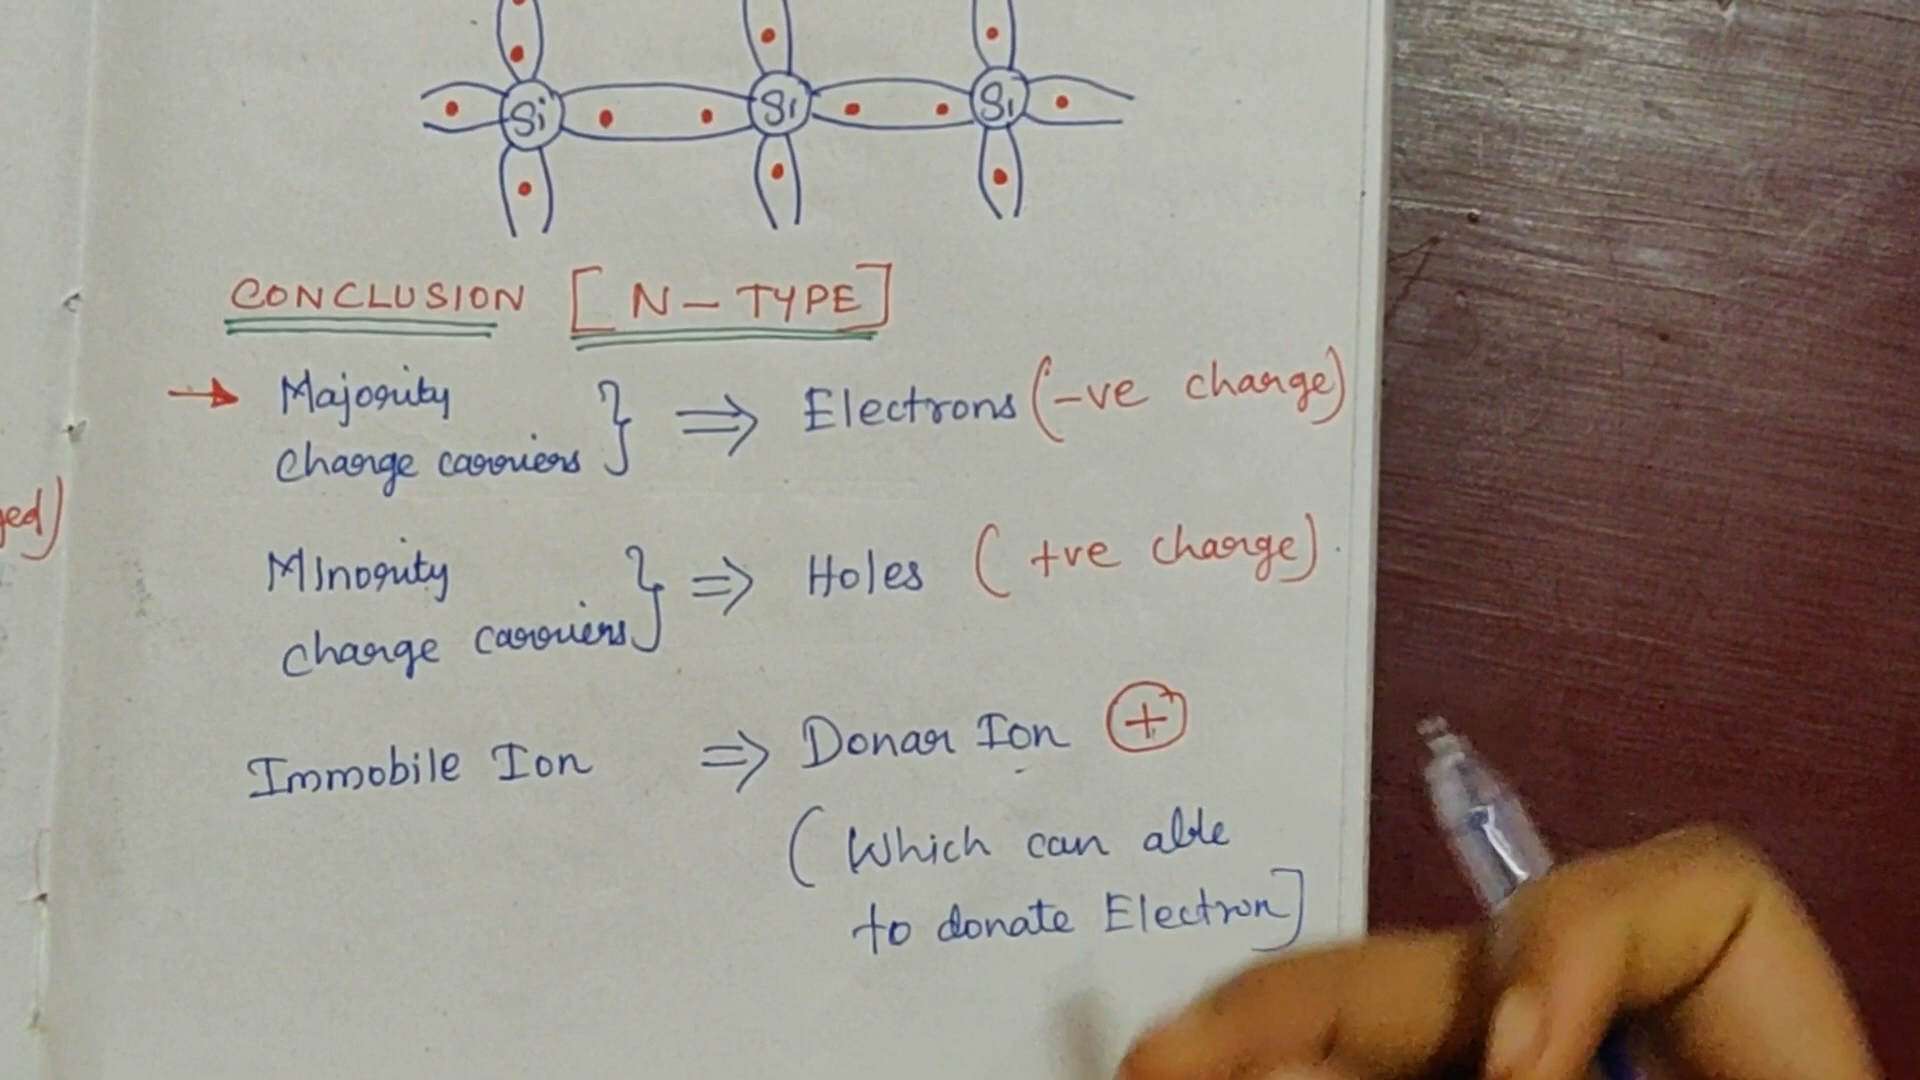 Si Si Si
CONCLUSION [N-TYPE]
→ Majority
charge carriers } ⇒ Electrons (-ve charge)
Minority
charge carriers } ⇒ Holes (+ve charge)
Immobile Ion ⇒ Donar Ion +
(Which can able
to donate Electron]
ged)